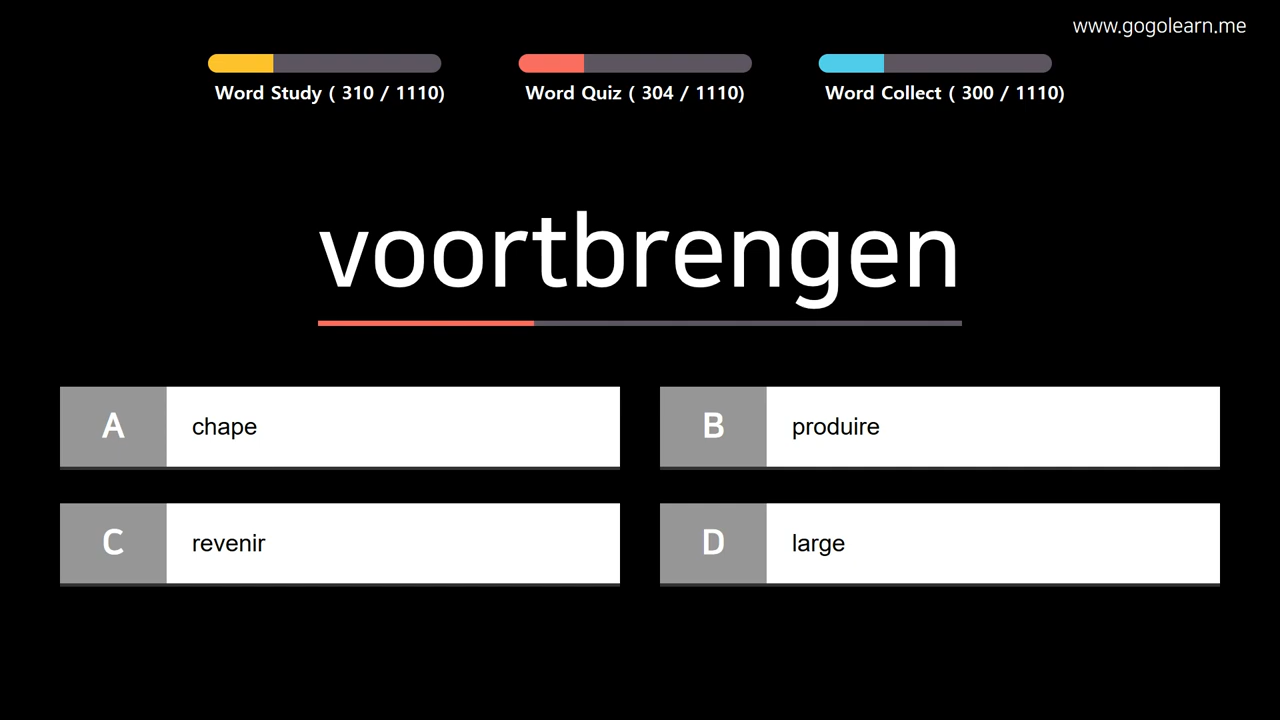 www.gogolearn.me
Word Study ( 310 / 1110)
Word Quiz ( 304 / 1110)
Word Collect ( 300 / 1110)
voortbrengen
A chape
B produire
C revenir
D large